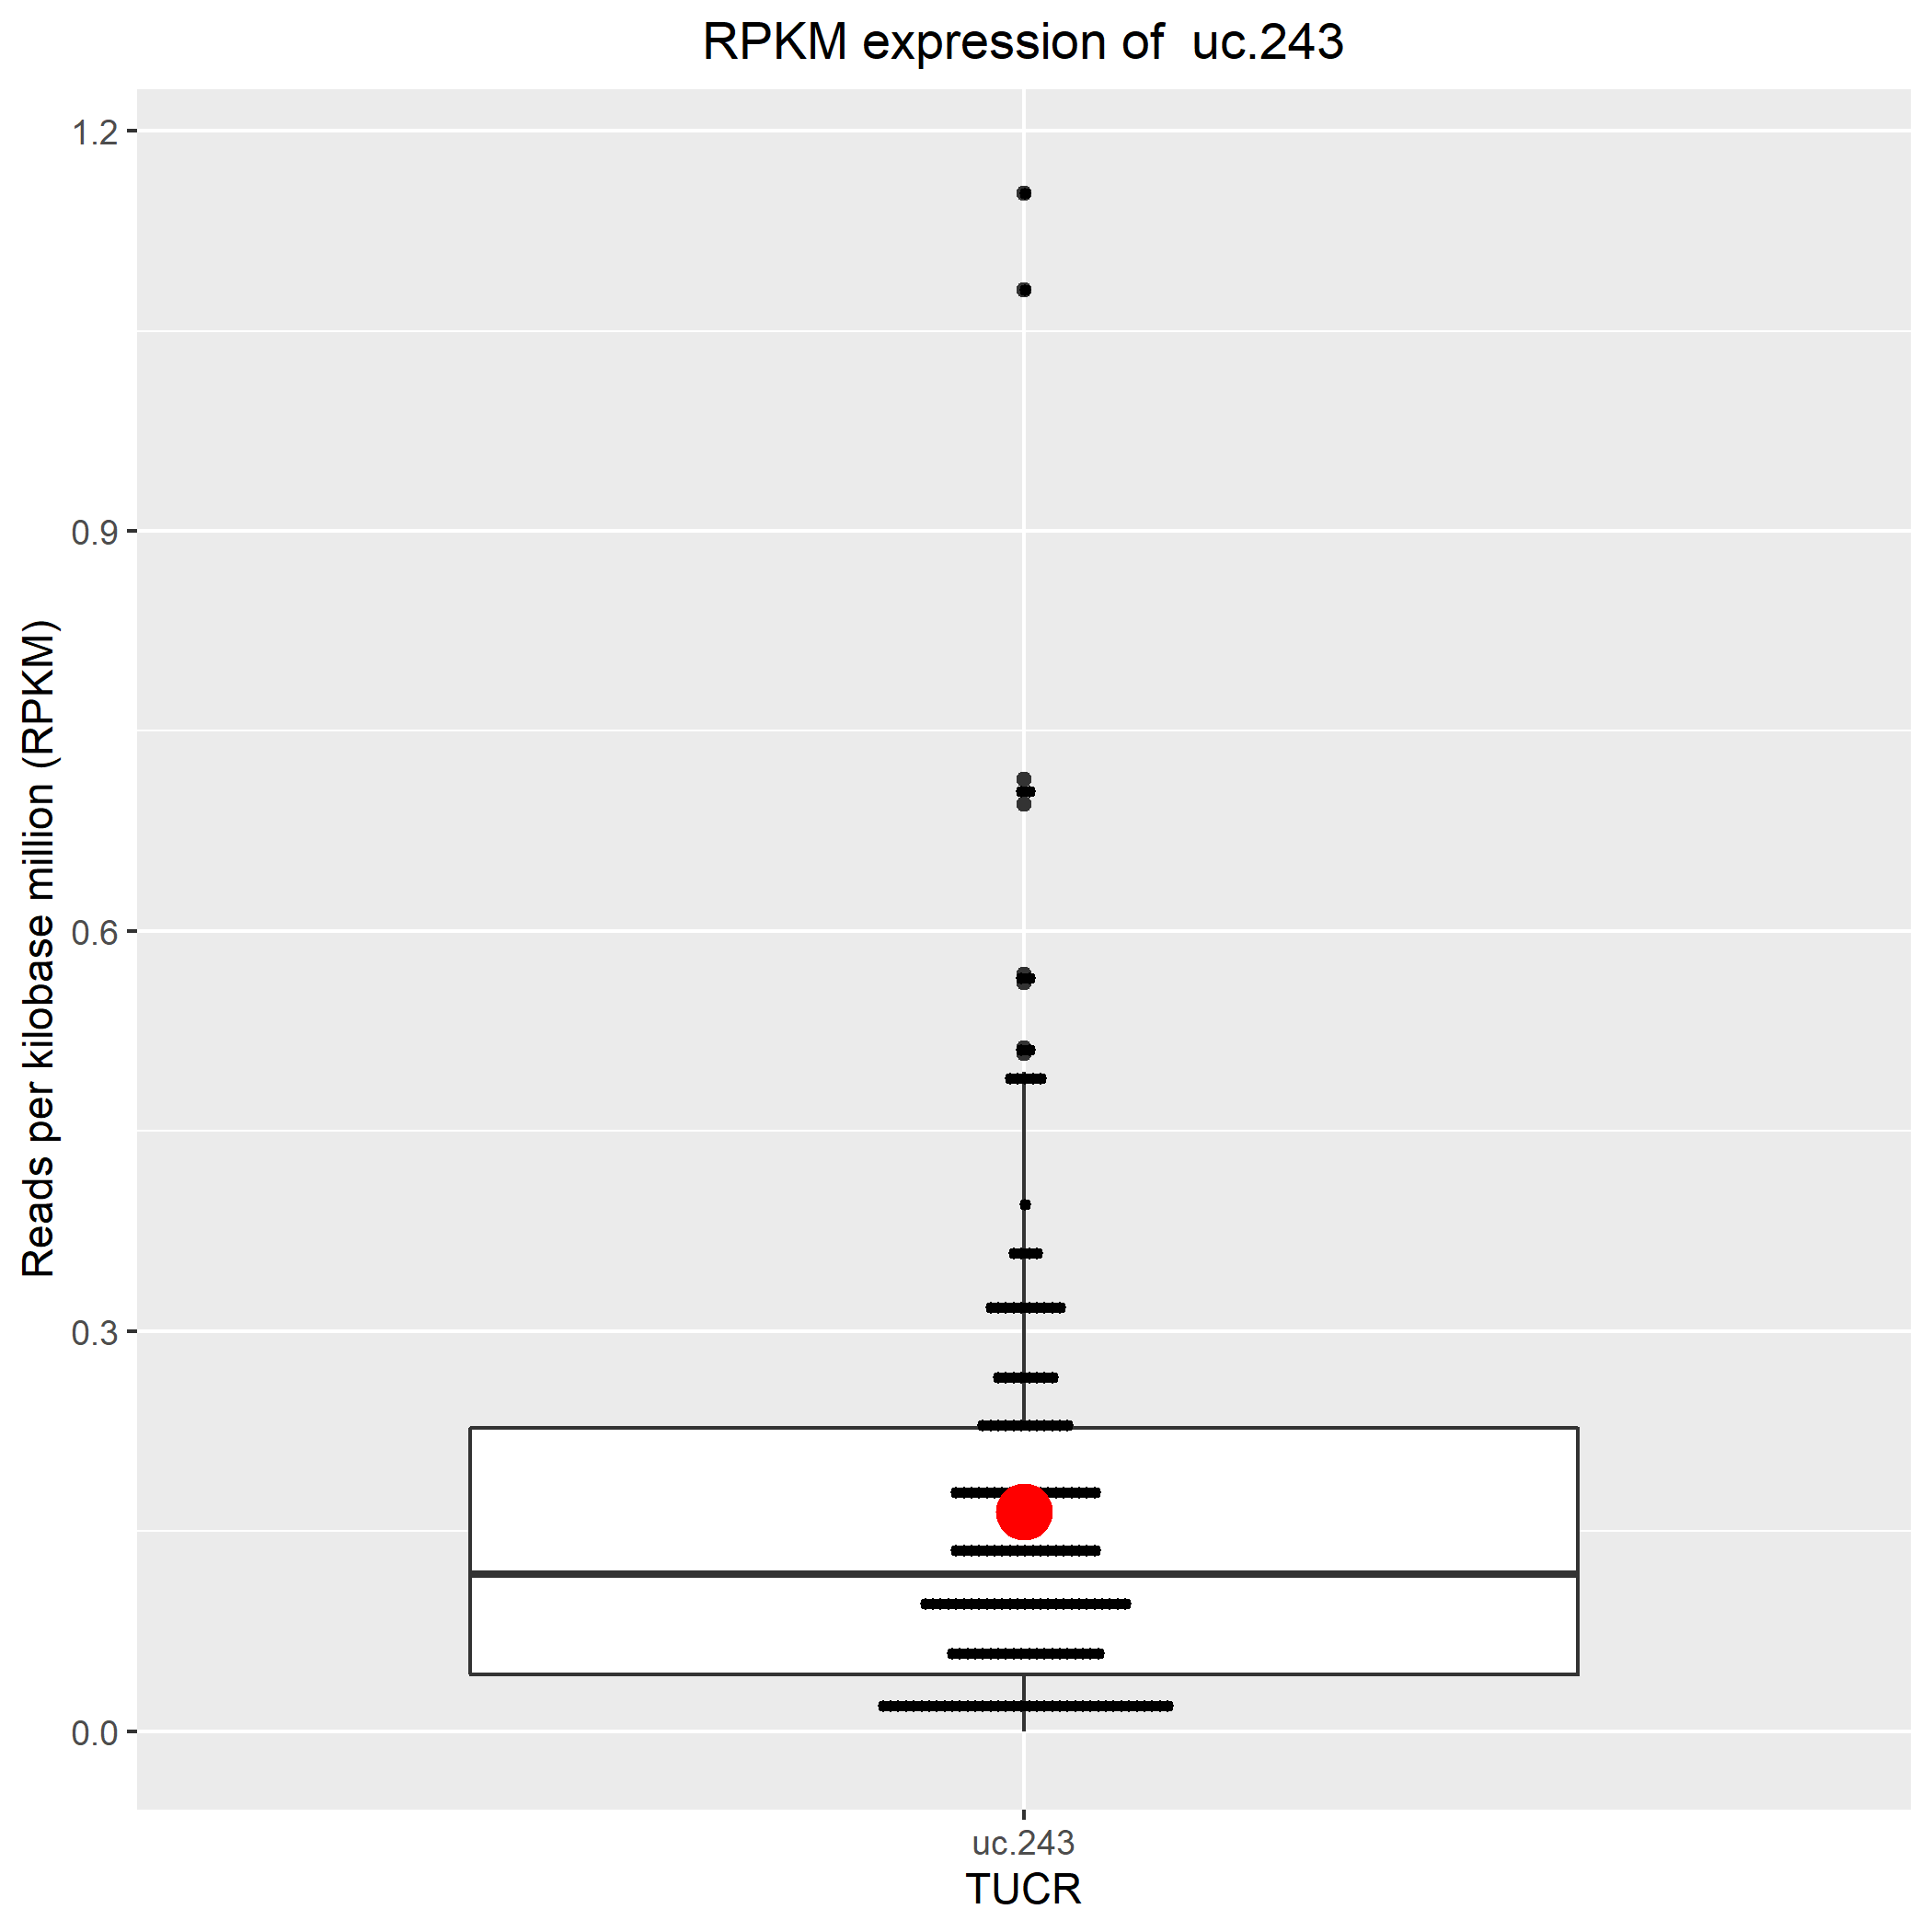 RPKM expression of  uc.243
1.2
0.9
0.6
0.3
0.0
Reads per kilobase million (RPKM)
uc.243
TUCR